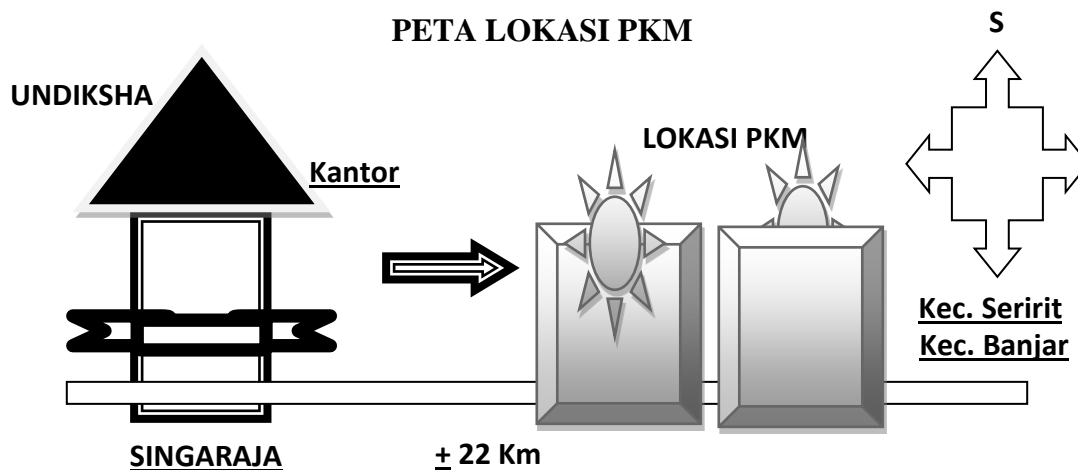 PETA LOKASI PKM
S
UNDIKSHA
Kantor
LOKASI PKM
Kec. Seririt
Kec. Banjar
SINGARAJA
± 22 Km